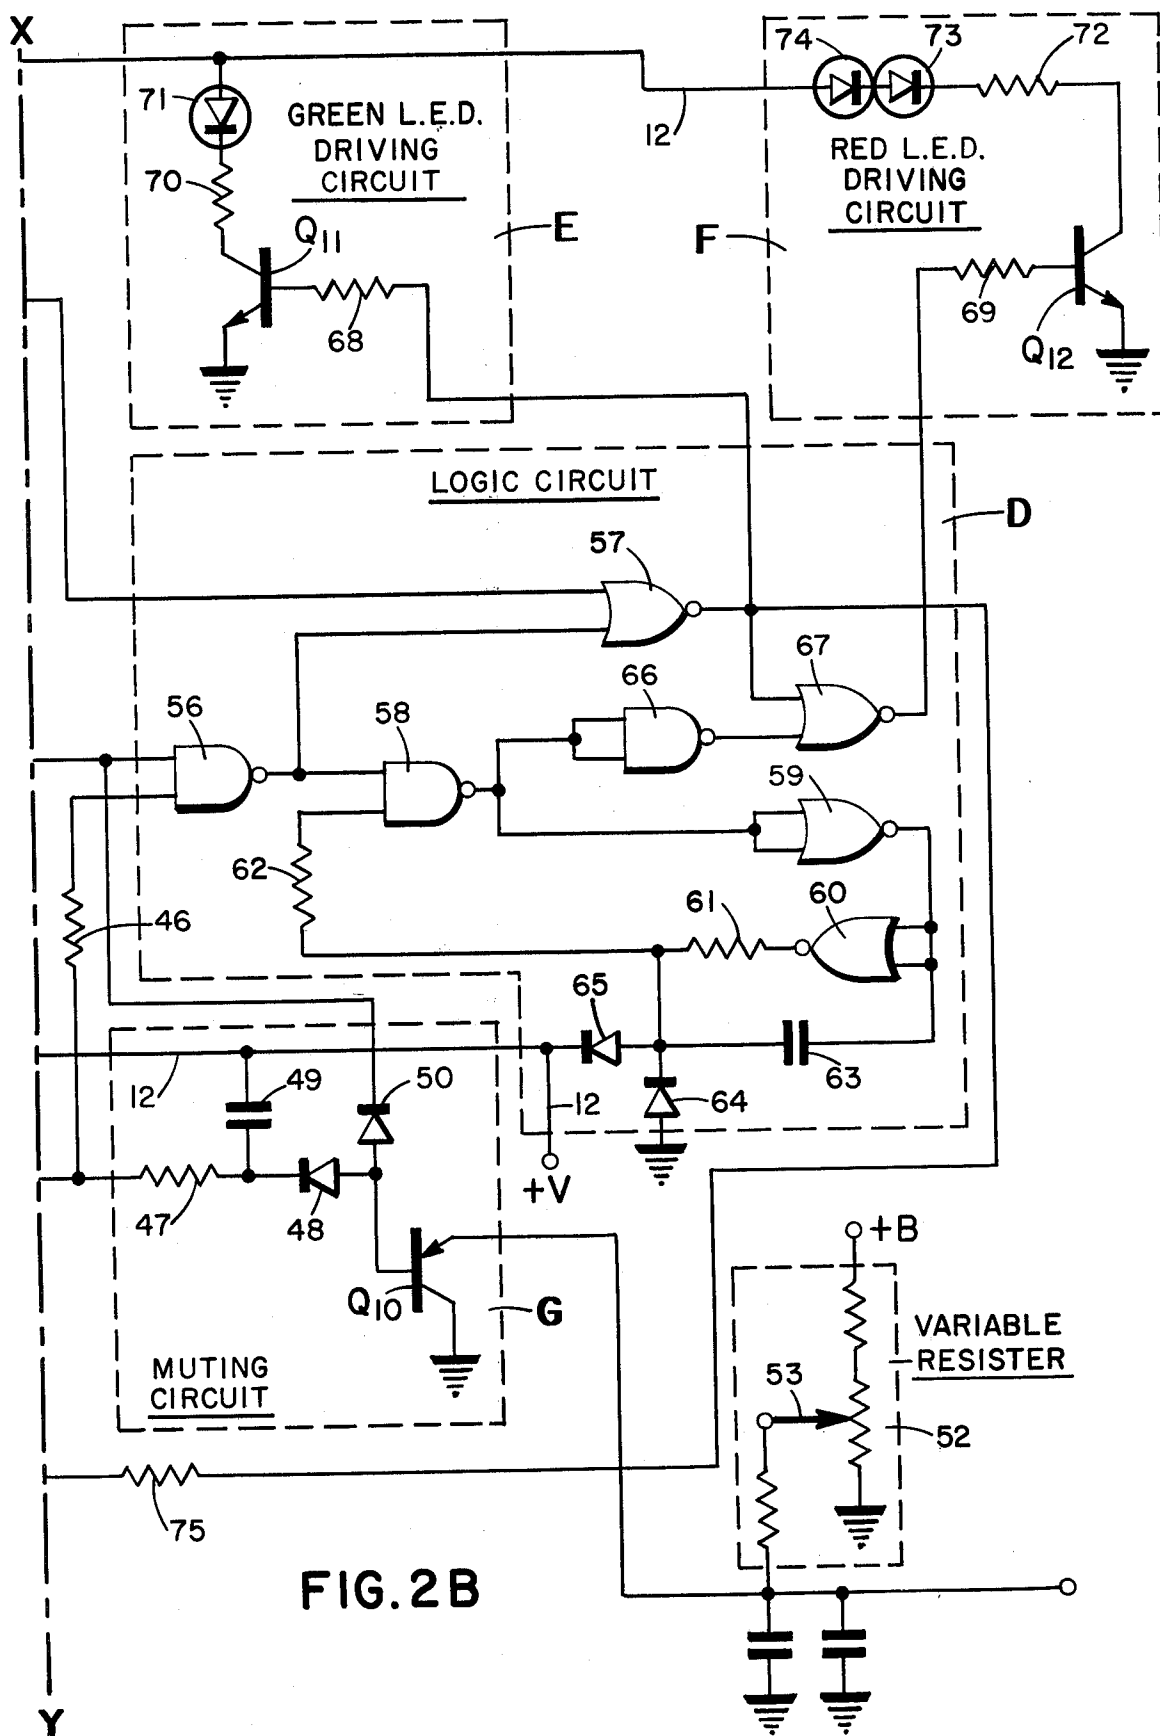 X
74
73
72
71
GREEN L.E.D.
DRIVING
CIRCUIT
12
RED L.E.D.
DRIVING
CIRCUIT
70
Q11
E
F
68
69
Q12
LOGIC CIRCUIT
D
57
67
66
56
58
59
62
60
61
46
65
50
49
12
63
64
12
+V
47
48
+B
Q10
G
VARIABLE
RESISTER
MUTING
CIRCUIT
53
52
75
FIG. 2B
Y